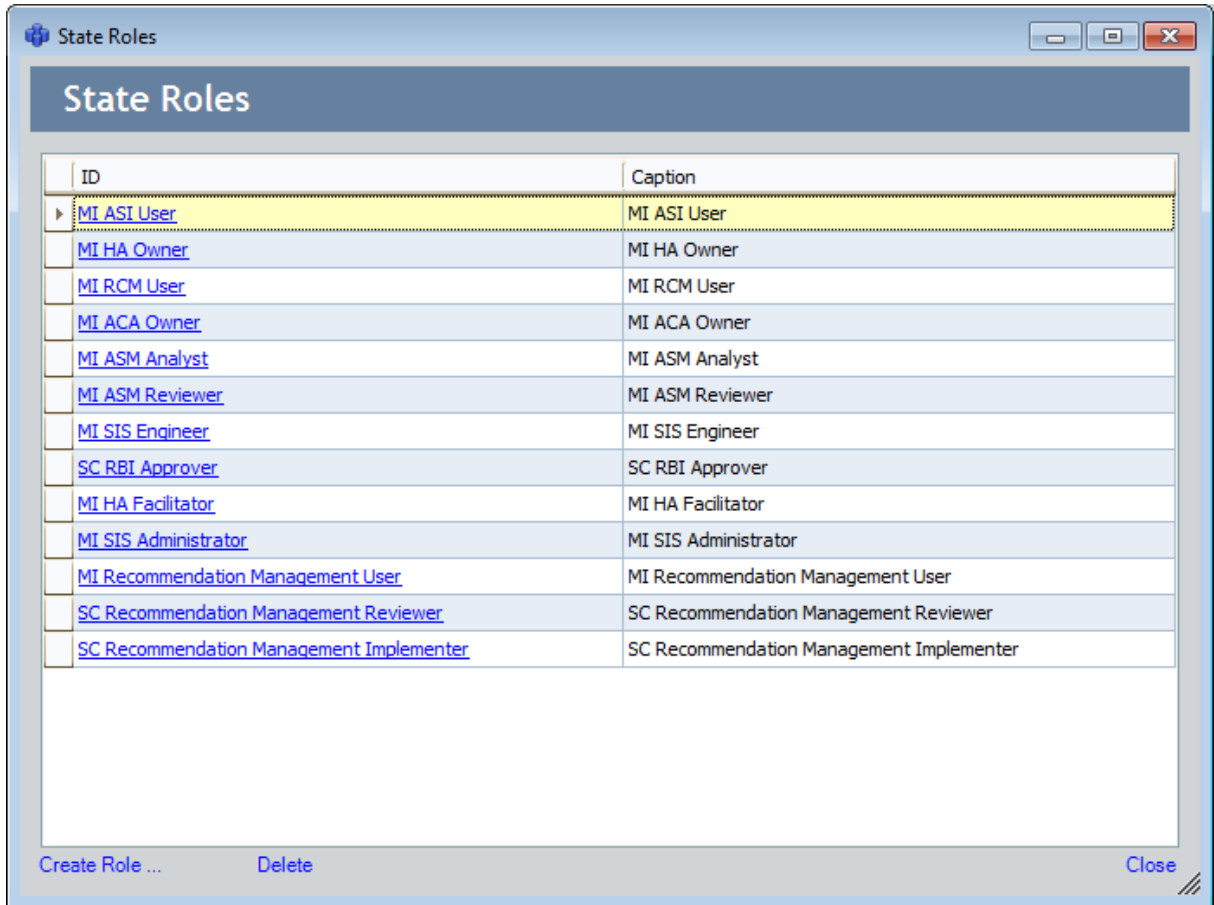 State Roles
State Roles
ID Caption
MI ASI User MI ASI User
MI HA Owner MI HA Owner
MI RCM User MI RCM User
MI ACA Owner MI ACA Owner
MI ASM Analyst MI ASM Analyst
MI ASM Reviewer MI ASM Reviewer
MI SIS Engineer MI SIS Engineer
SC RBI Approver SC RBI Approver
MI HA Facilitator MI HA Facilitator
MI SIS Administrator MI SIS Administrator
MI Recommendation Management User MI Recommendation Management User
SC Recommendation Management Reviewer SC Recommendation Management Reviewer
SC Recommendation Management Implementer SC Recommendation Management Implementer
Create Role ... Delete Close